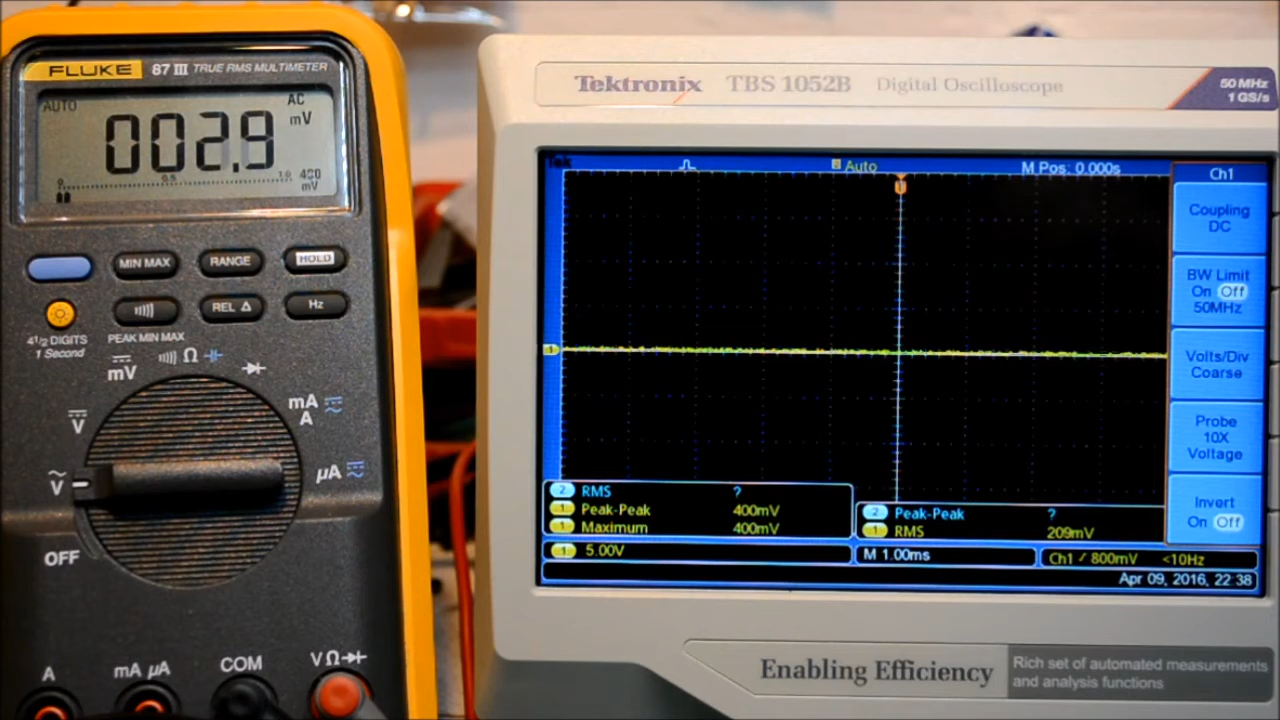 FLUKE 87 III TRUE RMS MULTIMETER
AUTO
AC
mV
002.9
0 0.5 1.0
400
mV
MIN MAX
RANGE
HOLD
REL Δ
Hz
4½ DIGITS
1 Second
PEAK MIN MAX
mV
Ω
V
mA
A
V
μA
OFF
A
mA μA
COM
VΩ
Tektronix TBS 1052B Digital Oscilloscope
50 MHz
1 GS/s
Tek
Auto
M Pos: 0.000s
Ch1
Coupling
DC
BW Limit
On Off
50MHz
Volts/Div
Coarse
Probe
10X
Voltage
Invert
On Off
1
2 RMS ?
1 Peak-Peak 400mV
1 Maximum 400mV
2 Peak-Peak ?
1 RMS 209mV
1 5.00V
M 1.00ms
Ch1 / 800mV <10Hz
Apr 09, 2016, 22:38
Enabling Efficiency
Rich set of automated measurements
and analysis functions